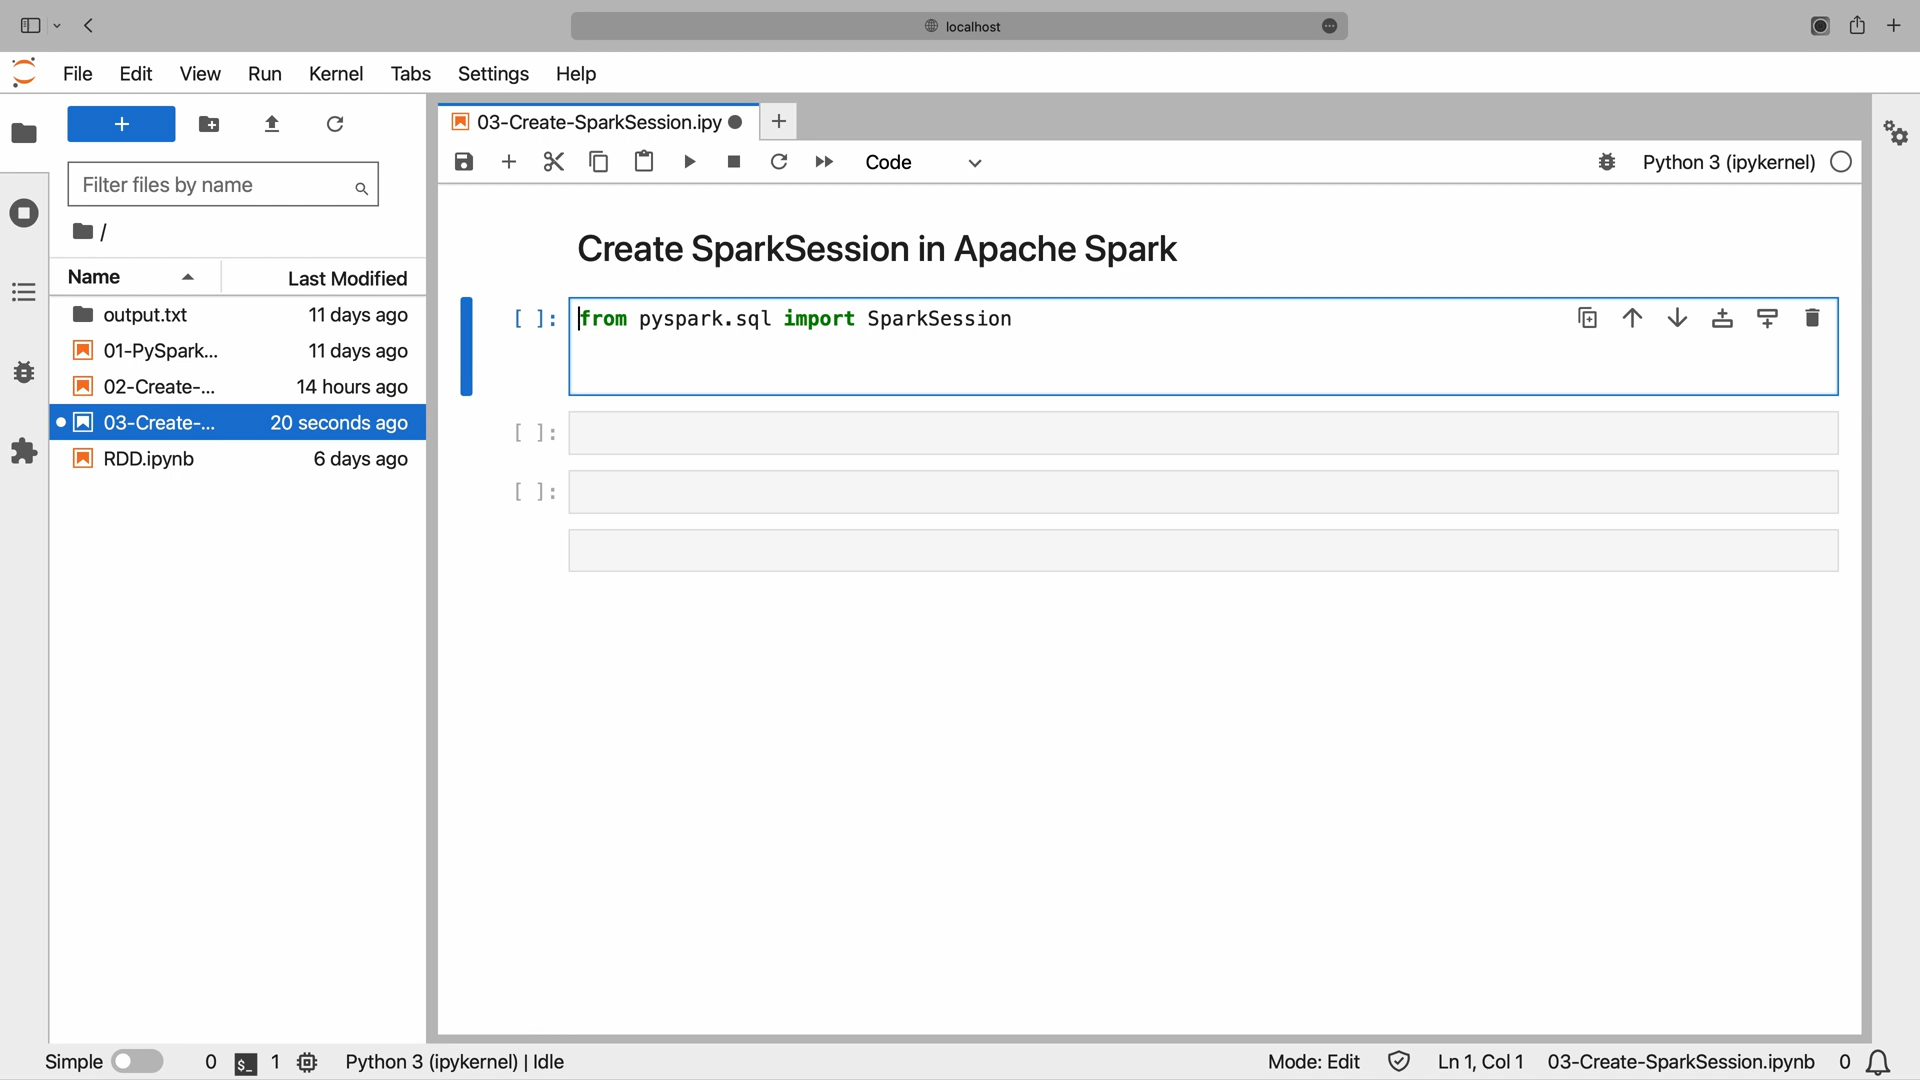 localhost
File Edit View Run Kernel Tabs Settings Help
+
Filter files by name
/
Name Last Modified
output.txt 11 days ago
01-PySpark... 11 days ago
02-Create-... 14 hours ago
03-Create-... 20 seconds ago
RDD.ipynb 6 days ago
03-Create-SparkSession.ipy
Code
Python 3 (ipykernel)
Create SparkSession in Apache Spark
[ ]: from pyspark.sql import SparkSession
[ ]:
[ ]:
Simple 0 $_ 1 Python 3 (ipykernel) | Idle Mode: Edit Ln 1, Col 1 03-Create-SparkSession.ipynb 0